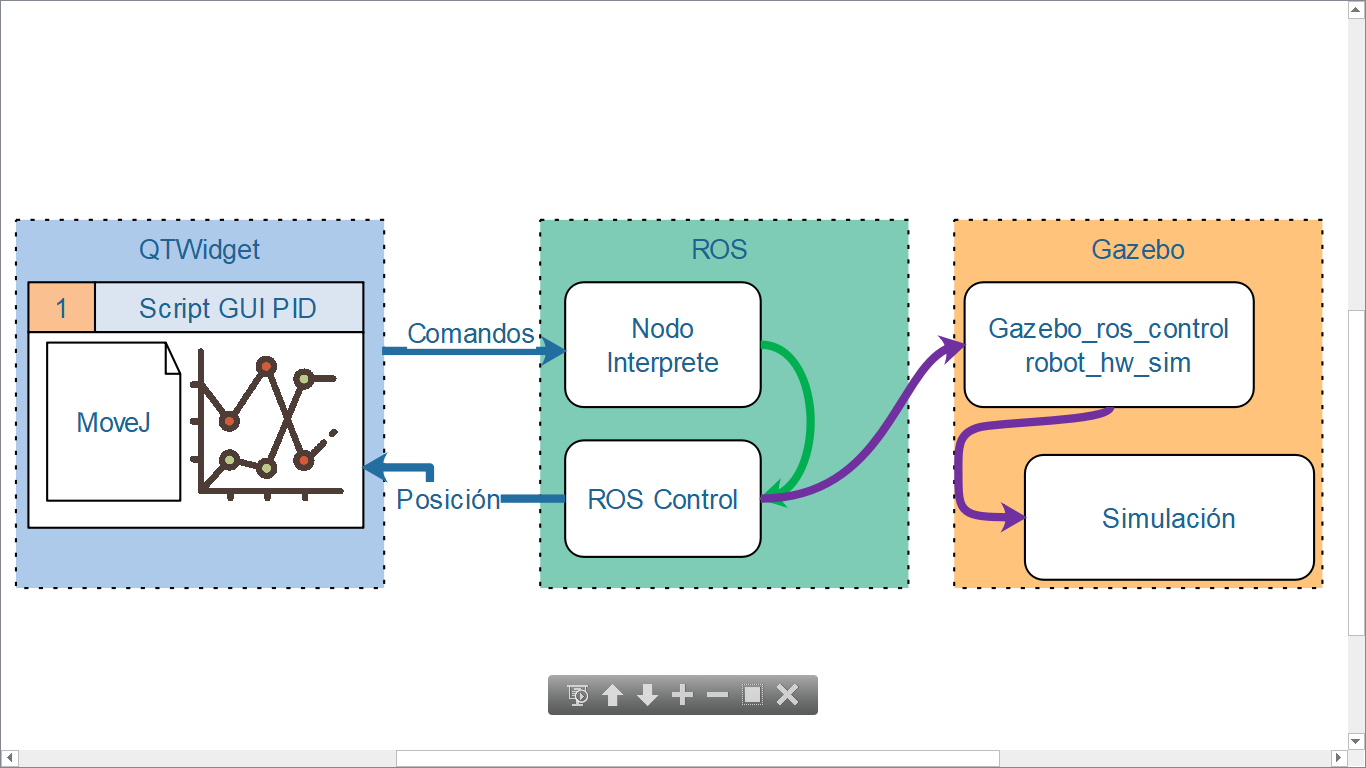 QTWidget
1
Script GUI PID
MoveJ
Comandos
Posición
ROS
Nodo
Interprete
ROS Control
Gazebo
Gazebo_ros_control
robot_hw_sim
Simulación